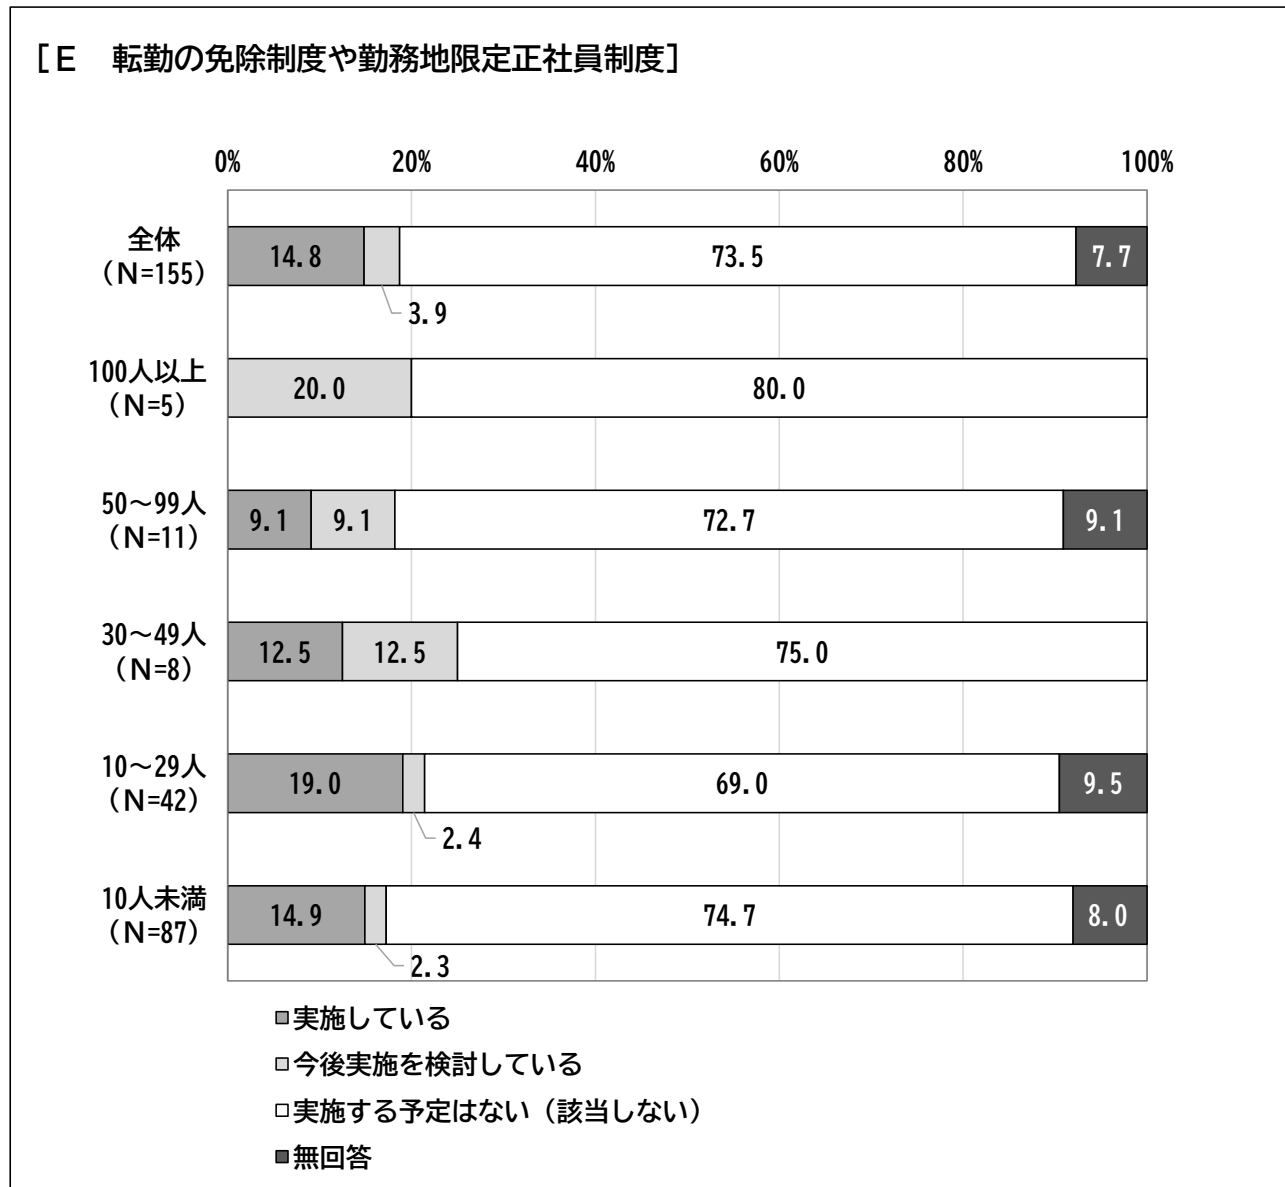 [E　転勤の免除制度や勤務地限定正社員制度]
0% 20% 40% 60% 80% 100%
全体
（N=155）
14.8 73.5 7.7
3.9
100人以上
（N=5）
20.0 80.0
50～99人
（N=11）
9.1 9.1 72.7 9.1
30～49人
（N=8）
12.5 12.5 75.0
10～29人
（N=42）
19.0 69.0 9.5
2.4
10人未満
（N=87）
14.9 74.7 8.0
2.3
実施している
今後実施を検討している
実施する予定はない（該当しない）
無回答